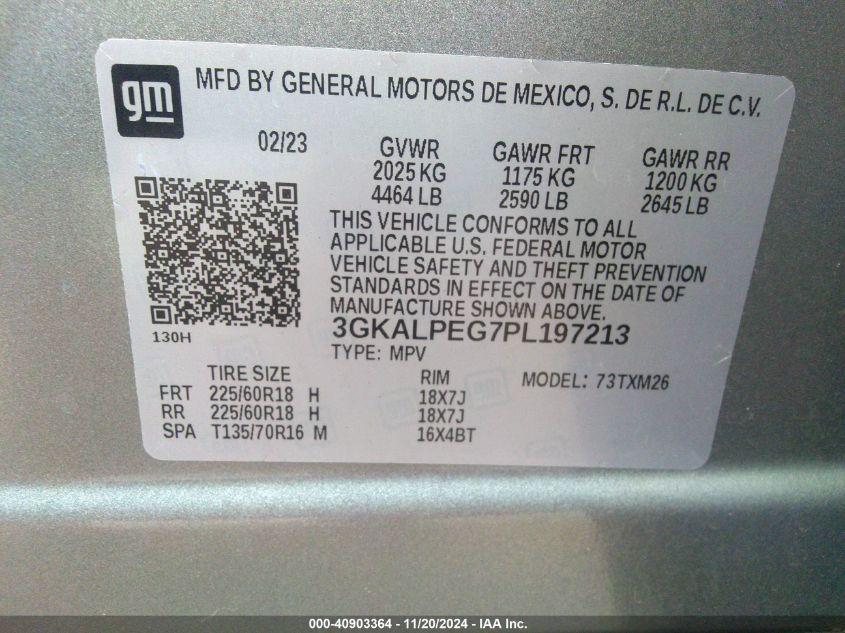 gm
MFD BY GENERAL MOTORS DE MEXICO, S. DE R.L. DE C.V.
02/23 GVWR GAWR FRT GAWR RR
2025 KG 1175 KG 1200 KG
4464 LB 2590 LB 2645 LB
THIS VEHICLE CONFORMS TO ALL
APPLICABLE U.S. FEDERAL MOTOR
VEHICLE SAFETY AND THEFT PREVENTION
STANDARDS IN EFFECT ON THE DATE OF
MANUFACTURE SHOWN ABOVE.
130H 3GKALPEG7PL197213
TYPE: MPV
TIRE SIZE RIM MODEL: 73TXM26
FRT 225/60R18 H 18X7J
RR 225/60R18 H 18X7J
SPA T135/70R16 M 16X4BT
000-40903364 - 11/20/2024 - IAA Inc.